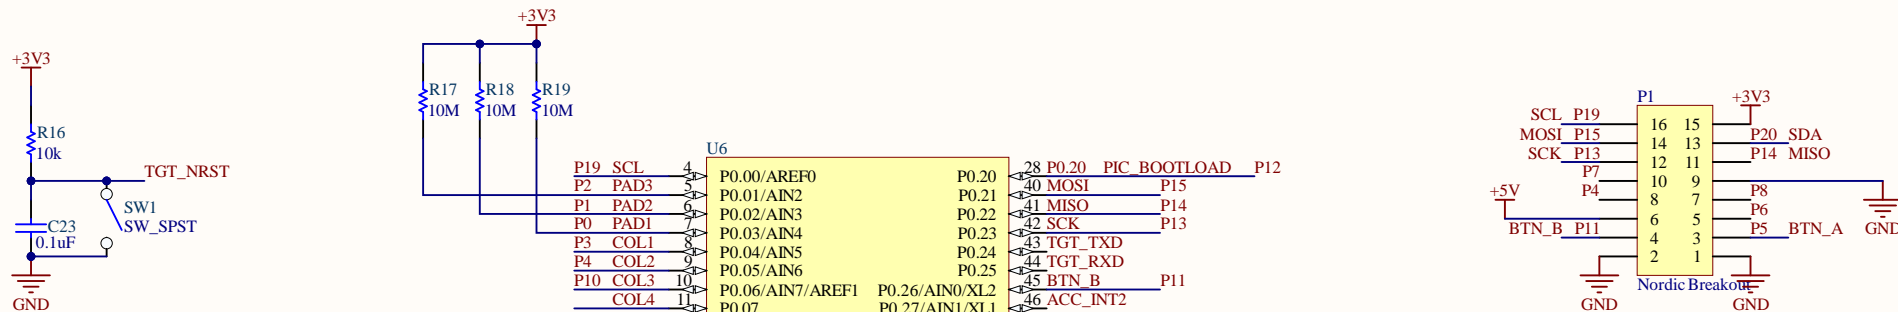 +3V3
+3V3
R17
10M
R18
10M
R19
10M
R16
10k
TGT_NRST
C23
0.1uF
SW1
SW_SPST
GND
U6
P19 SCL 4 P0.00/AREF0
P2 PAD3 5 P0.01/AIN2
P1 PAD2 6 P0.02/AIN3
P0 PAD1 7 P0.03/AIN4
P3 COL1 8 P0.04/AIN5
P4 COL2 9 P0.05/AIN6
P10 COL3 10 P0.06/AIN7/AREF1
COL4 11 P0.07
P0.20 28 P0.20 PIC_BOOTLOAD P12
P0.21 40 MOSI P15
P0.22 41 MISO P14
P0.23 42 SCK P13
P0.24 43 TGT_TXD
P0.25 44 TGT_RXD
P0.26/AIN0/XL2 45 BTN_B P11
P0.27/AIN1/XL1 46 ACC_INT2
P1
+3V3
SCL P19 16 15
MOSI P15 14 13 P20 SDA
SCK P13 12 11 P14 MISO
P7 10 9
P4 8 7 P8
+5V
6 5 P6
BTN_B P11 4 3 P5 BTN_A
2 1
GND
Nordic Breakout
GND
GND